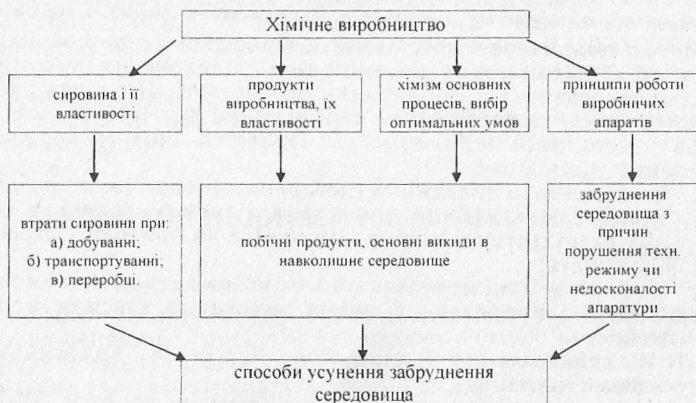 Хімічне виробництво
сировина і її
властивості
продукти
виробництва, їх
властивості
хімізм основних
процесів, вибір
оптимальних умов
принципи роботи
виробничих
апаратів
втрати сировини при:
а) добуванні,
б) транспортуванні,
в) переробці.
побічні продукти, основні викиди в
навколишнє середовище
забруднення
середовища з
причин
порушення техн.
режиму чи
недосконалості
апаратури
способи усунення забруднення
середовища